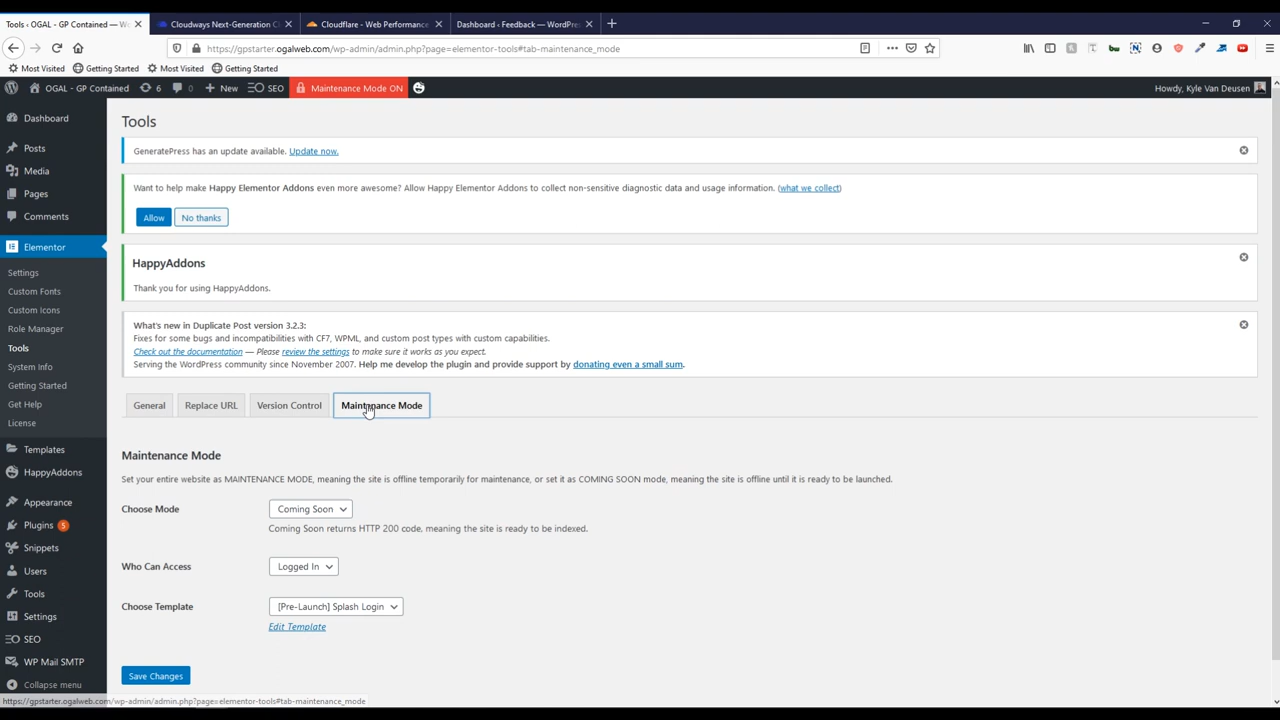 Tools ‹ OGAL - GP Contained — Wo
Cloudways Next-Generation C
Cloudflare - Web Performance
Dashboard ‹ Feedback — WordPre
https://gpstarter.ogalweb.com/wp-admin/admin.php?page=elementor-tools#tab-maintenance_mode
Most Visited
Getting Started
Most Visited
Getting Started
OGAL - GP Contained
6
0
New
SEO
Maintenance Mode ON
Howdy, Kyle Van Deusen
Dashboard
Posts
Media
Pages
Comments
Elementor
Settings
Custom Fonts
Custom Icons
Role Manager
Tools
System Info
Getting Started
Get Help
License
Templates
HappyAddons
Appearance
Plugins 5
Snippets
Users
Tools
Settings
SEO
WP Mail SMTP
Collapse menu
Tools
GeneratePress has an update available. Update now.
Want to help make Happy Elementor Addons even more awesome? Allow Happy Elementor Addons to collect non-sensitive diagnostic data and usage information. (what we collect)
Allow
No thanks
HappyAddons
Thank you for using HappyAddons.
What's new in Duplicate Post version 3.2.3:
Fixes for some bugs and incompatibilities with CF7, WPML, and custom post types with custom capabilities.
Check out the documentation — Please review the settings to make sure it works as you expect.
Serving the WordPress community since November 2007. Help me develop the plugin and provide support by donating even a small sum.
General
Replace URL
Version Control
Maintenance Mode
Maintenance Mode
Set your entire website as MAINTENANCE MODE, meaning the site is offline temporarily for maintenance, or set it as COMING SOON mode, meaning the site is offline until it is ready to be launched.
Choose Mode
Coming Soon
Coming Soon returns HTTP 200 code, meaning the site is ready to be indexed.
Who Can Access
Logged In
Choose Template
[Pre-Launch] Splash Login
Edit Template
Save Changes
https://gpstarter.ogalweb.com/wp-admin/admin.php?page=elementor-tools#tab-maintenance_mode